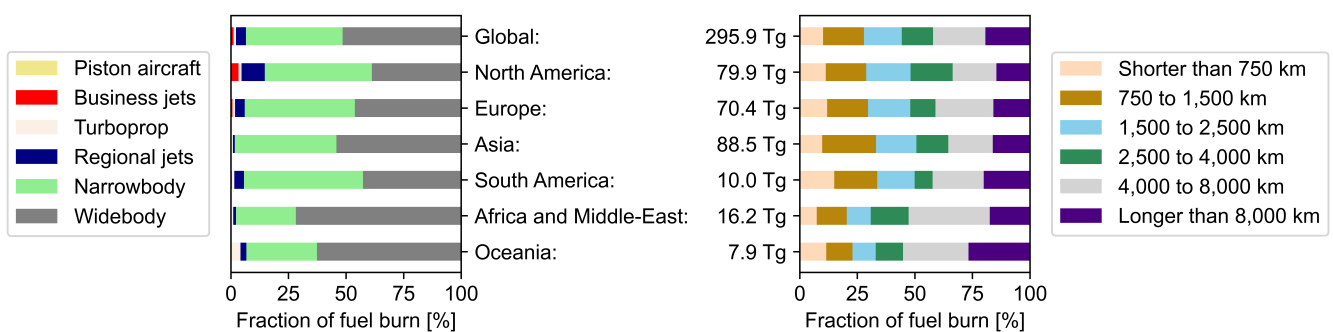 Piston aircraft
Business jets
Turboprop
Regional jets
Narrowbody
Widebody
0 25 50 75 100
Fraction of fuel burn [%]
Global: 295.9 Tg
North America: 79.9 Tg
Europe: 70.4 Tg
Asia: 88.5 Tg
South America: 10.0 Tg
Africa and Middle-East: 16.2 Tg
Oceania: 7.9 Tg
0 25 50 75 100
Fraction of fuel burn [%]
Shorter than 750 km
750 to 1,500 km
1,500 to 2,500 km
2,500 to 4,000 km
4,000 to 8,000 km
Longer than 8,000 km